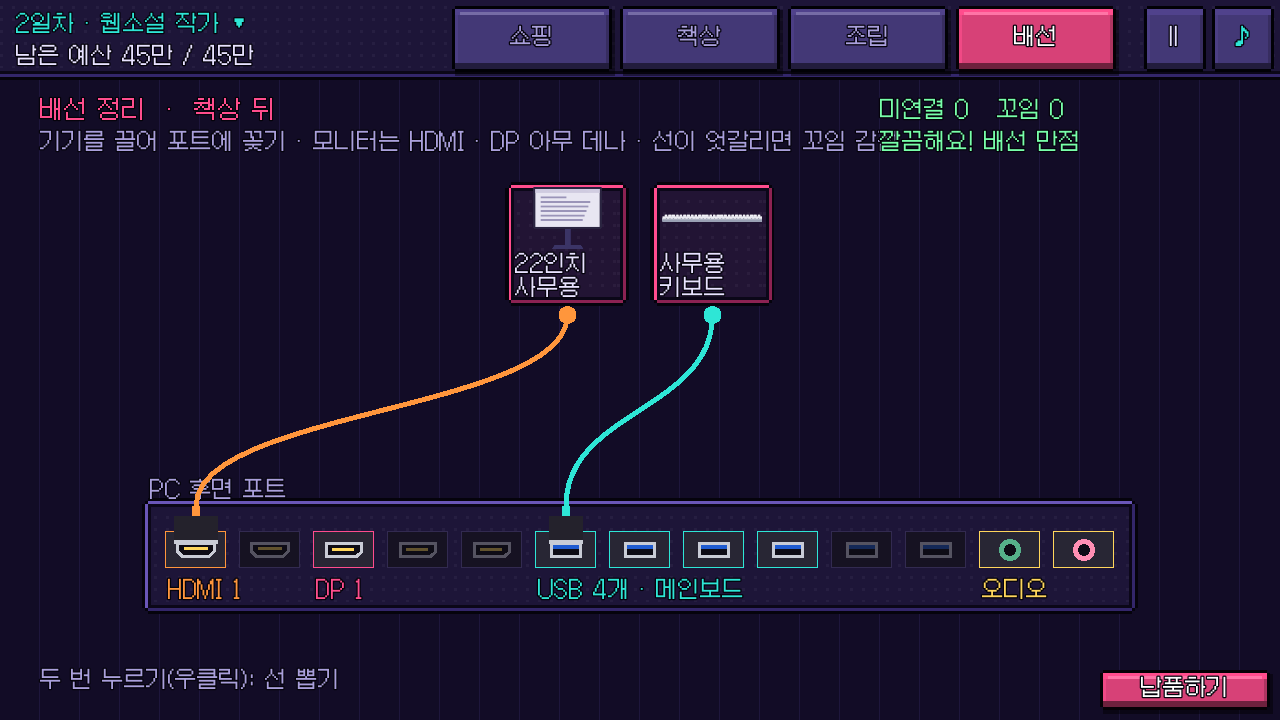 2일차 · 웹소설 작가 ▼
남은 예산 45만 / 45만
쇼핑
책상
조립
배선
배선 정리 · 책상 뒤
기기를 끌어 포트에 꽂기 · 모니터는 HDMI · DP 아무 데나 · 선이 엇갈리면 꼬임 감
미연결 0 꼬임 0
깔끔해요! 배선 만점
22인치
사무용
사무용
키보드
PC 후면 포트
HDMI 1
DP 1
USB 4개 · 메인보드
오디오
두 번 누르기(우클릭): 선 뽑기
납품하기